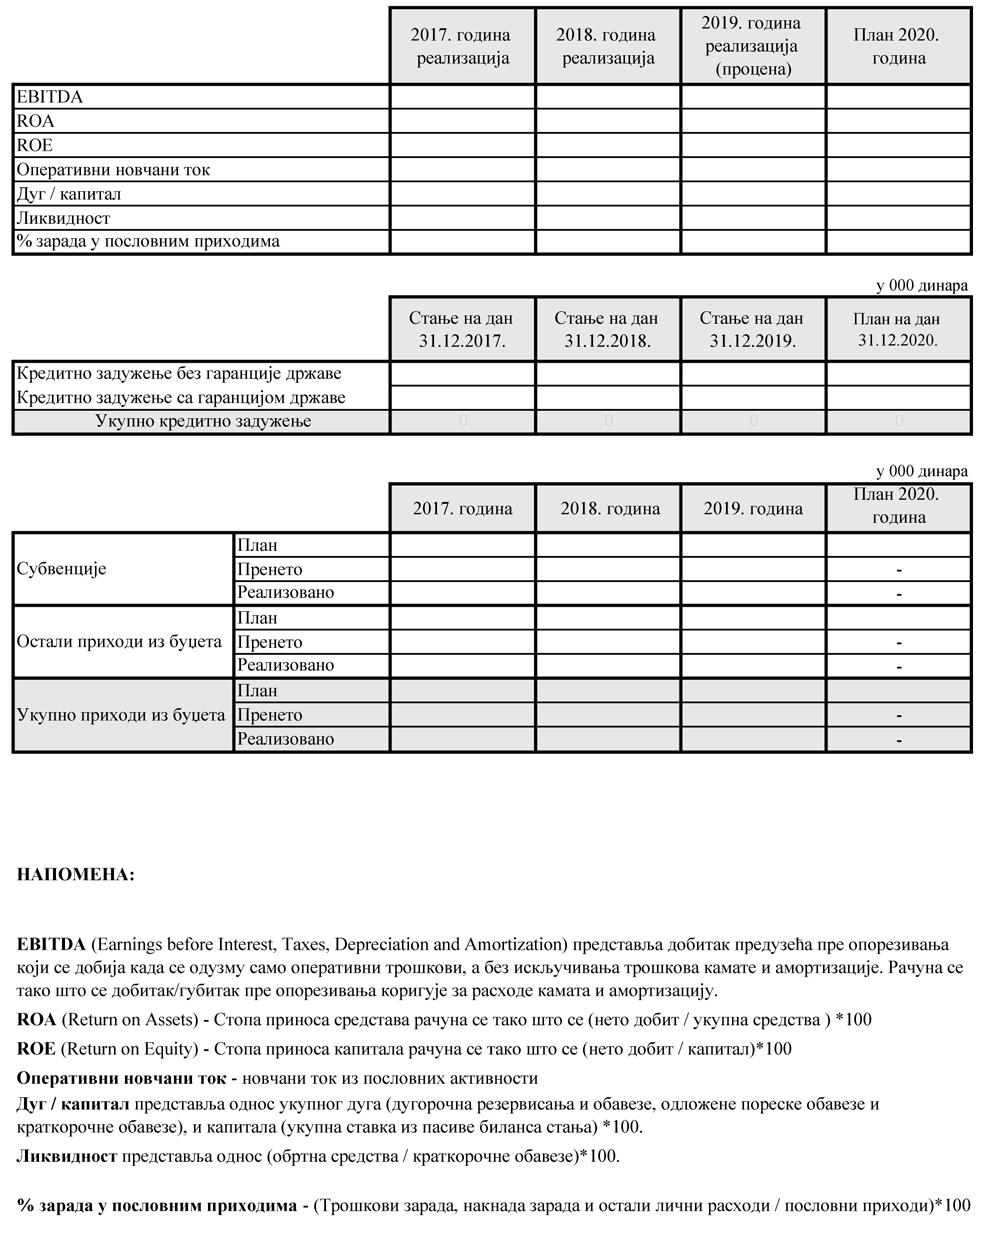 2017. година реализација 2018. година реализација 2019. година реализација (процена) План 2020. година
EBITDA
ROA
ROE
Оперативни новчани ток
Дуг / капитал
Ликвидност
% зарада у пословним приходима
у 000 динара
Стање на дан 31.12.2017. Стање на дан 31.12.2018. Стање на дан 31.12.2019. План на дан 31.12.2020.
Кредитно задужење без гаранције државе
Кредитно задужење са гаранцијом државе
Укупно кредитно задужење 0 0 0 0
у 000 динара
2017. година 2018. година 2019. година План 2020. година
Субвенције
План
Пренето -
Реализовано -
Остали приходи из буџета
План
Пренето -
Реализовано -
Укупно приходи из буџета
План
Пренето -
Реализовано -
НАПОМЕНА:
EBITDA (Earnings before Interest, Taxes, Depreciation and Amortization) представља добитак предузећа пре опорезивања
који се добија када се одузму само оперативни трошкови, а без искључивања трошкова камате и амортизације. Рачуна се
тако што се добитак/губитак пре опорезивања коригује за расходе камата и амортизацију.
ROA (Return on Assets) - Стопа приноса средстава рачуна се тако што се (нето добит / укупна средства ) *100
ROE (Return on Equity) - Стопа приноса капитала рачуна се тако што се (нето добит / капитал)*100
Оперативни новчани ток - новчани ток из пословних активности
Дуг / капитал представља однос укупног дуга (дугорочна резервисања и обавезе, одложене пореске обавезе и
краткорочне обавезе), и капитала (укупна ставка из пасиве биланса стања) *100.
Ликвидност представља однос (обртна средства / краткорочне обавезе)*100.
% зарада у пословним приходима - (Трошкови зарада, накнада зарада и остали лични расходи / пословни приходи)*100